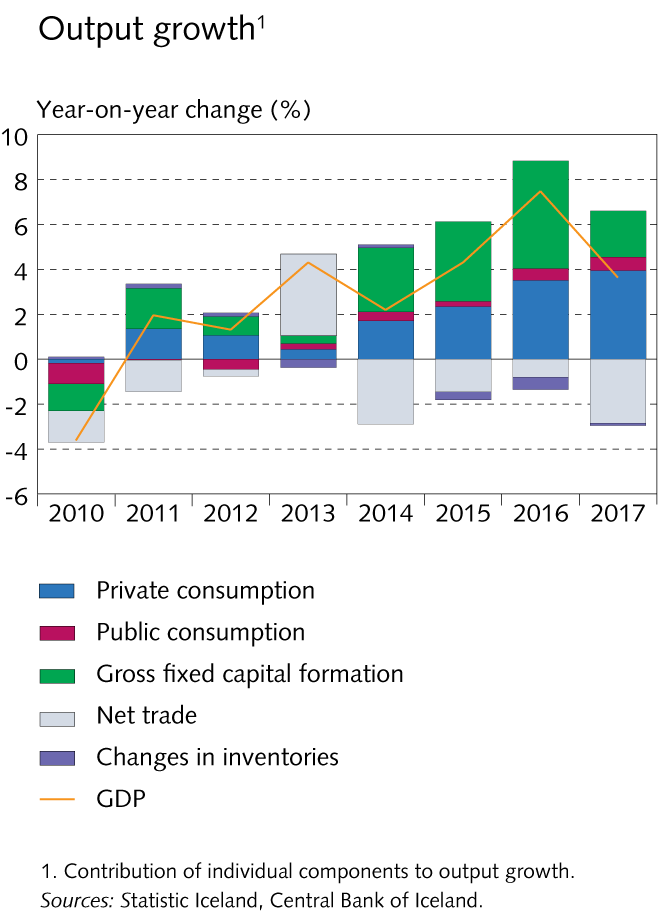 Output growth1
Year-on-year change (%)
10
8
6
4
2
0
-2
-4
-6
2010 2011 2012 2013 2014 2015 2016 2017
Private consumption
Public consumption
Gross fixed capital formation
Net trade
Changes in inventories
GDP
1. Contribution of individual components to output growth.
Sources: Statistic Iceland, Central Bank of Iceland.